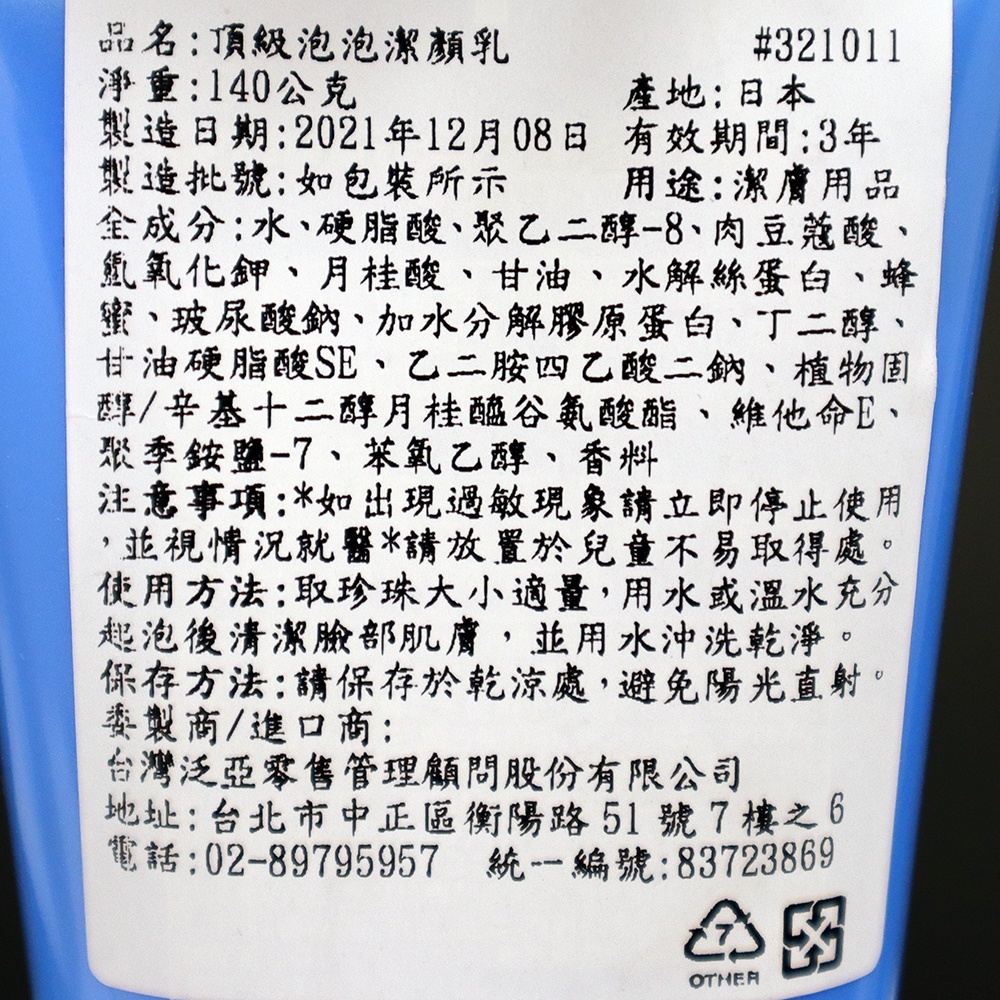 品名:頂級泡泡潔顏乳 #321011
淨重:140公克 產地:日本
製造日期:2021年12月08日 有效期間:3年
製造批號:如包裝所示 用途:潔膚用品
全成分:水、硬脂酸、聚乙二醇-8、肉豆蔻酸、
氫氧化鉀、月桂酸、甘油、水解絲蛋白、蜂
蜜、玻尿酸鈉、加水分解膠原蛋白、丁二醇、
甘油硬脂酸SE、乙二胺四乙酸二鈉、植物固
醇/辛基十二醇月桂醯谷氨酸酯、維他命E、
聚季銨鹽-7、苯氧乙醇、香料
注意事項:*如出現過敏現象請立即停止使用
，並視情況就醫*請放置於兒童不易取得處。
使用方法:取珍珠大小適量，用水或溫水充分
起泡後清潔臉部肌膚，並用水沖洗乾淨。
保存方法:請保存於乾涼處，避免陽光直射。
委製商/進口商:
台灣泛亞零售管理顧問股份有限公司
地址:台北市中正區衡陽路51號7樓之6
電話:02-89795957 統一編號:83723869
7
OTHER